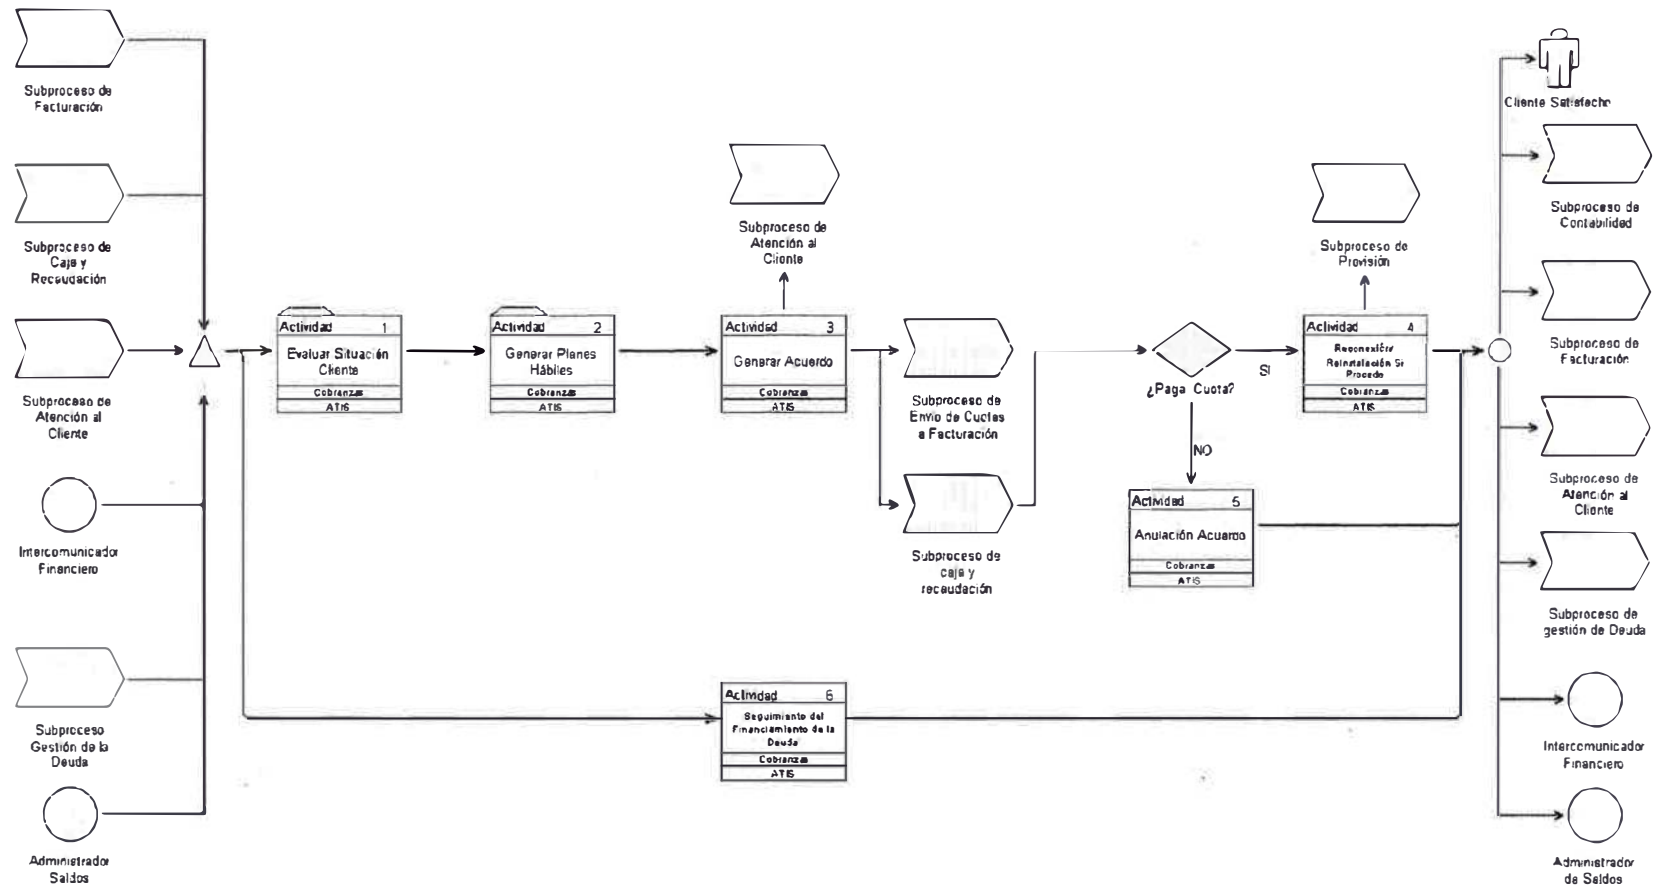 Subproceso de
Facturación
Subproceso de
Caja y
Recaudación
Subproceso de
Atención al
Cliente
Intercomunicador
Financiero
Subproceso
Gestión de la
Deuda
Administrador
Saldos
Actividad 1
Evaluar Situación
Cliente
Cobranzas
ATIS
Actividad 2
Generar Planes
Hábiles
Cobranzas
ATIS
Subproceso de
Atención al
Cliente
Actividad 3
Generar Acuerdo
Cobranzas
ATIS
Subproceso de
Envio de Cuotas
a Facturación
Subproceso de
caja y
recaudación
¿Paga Cuota?
SI
NO
Subproceso de
Provisión
Actividad 4
Reconexión/
Reinstalación Si
Procede
Cobranzas
ATIS
Actividad 5
Anulación Acuerdo
Cobranzas
ATIS
Actividad 6
Seguimiento del
Financiamiento de la
Deuda
Cobranzas
ATIS
Cliente Satisfecho
Subproceso de
Contabilidad
Subproceso de
Facturación
Subproceso de
Atención al
Cliente
Subproceso de
gestión de Deuda
Intercomunicador
Financiero
Administrador
de Saldos